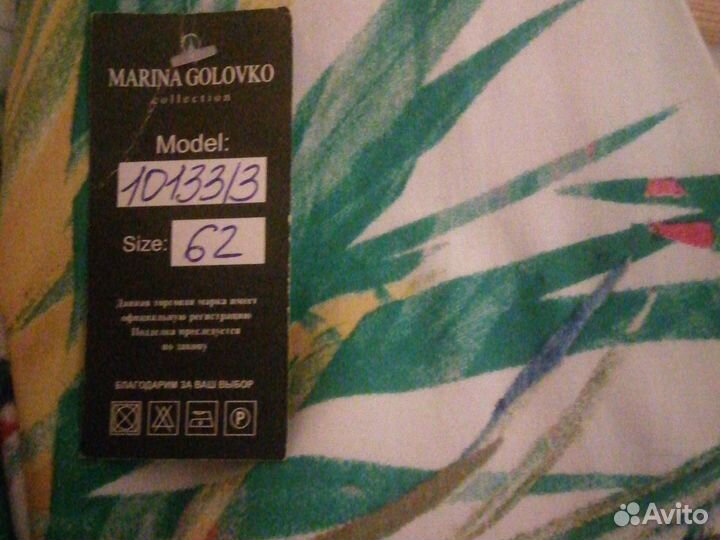 MARINA GOLOVKO
collection
Model:
10133/3
Size: 62
Данная торговая марка имеет
официальную регистрацию
Подделка преследуется
по закону
БЛАГОДАРИМ ЗА ВАШ ВЫБОР
P
Avito